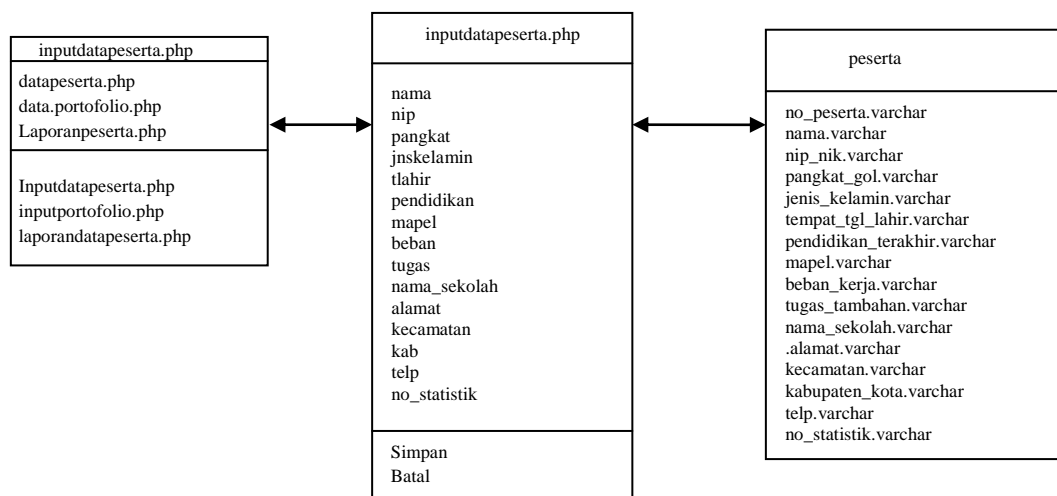 inputdatapeserta.php
datapeserta.php
data.portofolio.php
Laporanpeserta.php
Inputdatapeserta.php
inputportofolio.php
laporandatapeserta.php
inputdatapeserta.php
nama
nip
pangkat
jnskelamin
tlahir
pendidikan
mapel
beban
tugas
nama_sekolah
alamat
kecamatan
kab
telp
no_statistik
Simpan
Batal
peserta
no_peserta.varchar
nama.varchar
nip_nik.varchar
pangkat_gol.varchar
jenis_kelamin.varchar
tempat_tgl_lahir.varchar
pendidikan_terakhir.varchar
mapel.varchar
beban_kerja.varchar
tugas_tambahan.varchar
nama_sekolah.varchar
.alamat.varchar
kecamatan.varchar
kabupaten_kota.varchar
telp.varchar
no_statistik.varchar